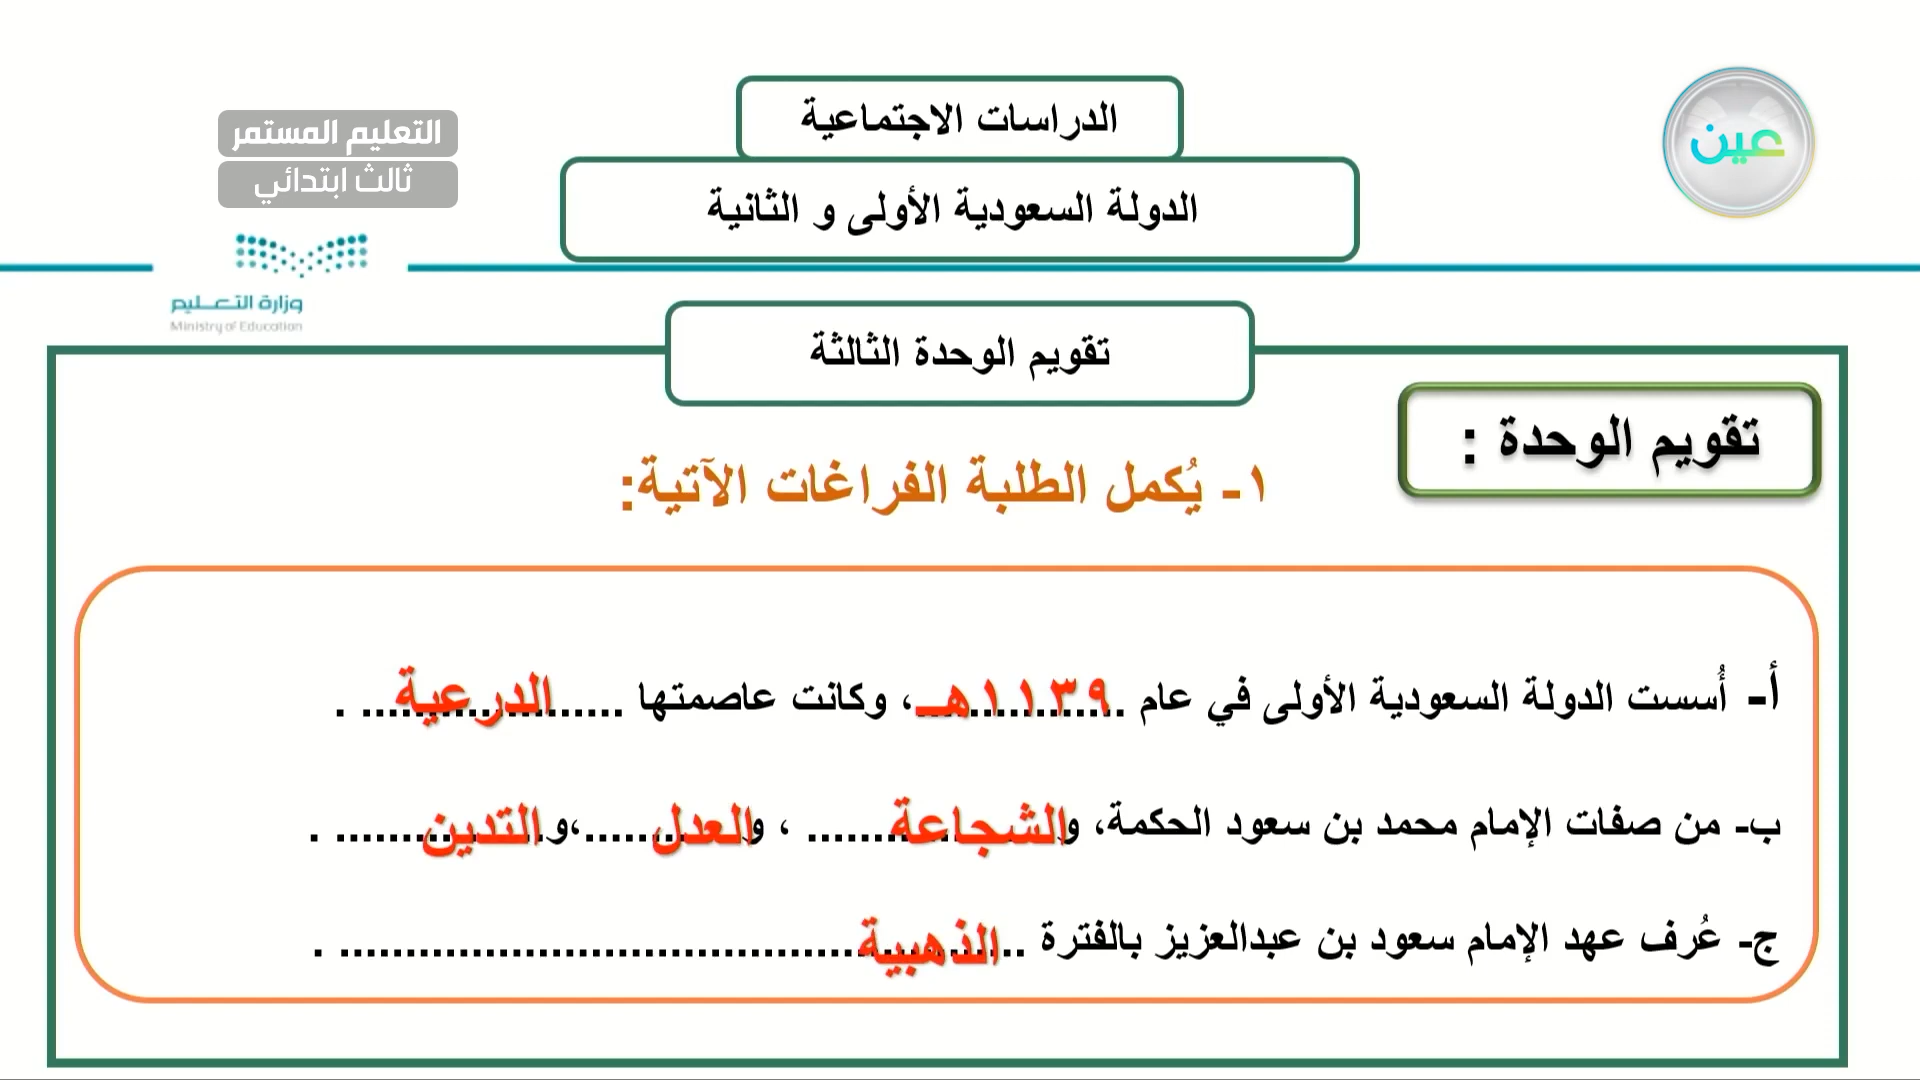 الدراسات الاجتماعية
عين
التعليم المستمر
ثالث ابتدائي
الدولة السعودية الأولى و الثانية
وزارة التعليم
Ministry of Education
تقويم الوحدة الثالثة
تقويم الوحدة :
١- يُكمل الطلبة الفراغات الآتية:
أ- أُسست الدولة السعودية الأولى في عام ١١٣٩هـ، وكانت عاصمتها الدرعية .
ب- من صفات الإمام محمد بن سعود الحكمة، والشجاعة ، والعدل،والتدين .
ج- عُرف عهد الإمام سعود بن عبدالعزيز بالفترة الذهبية .